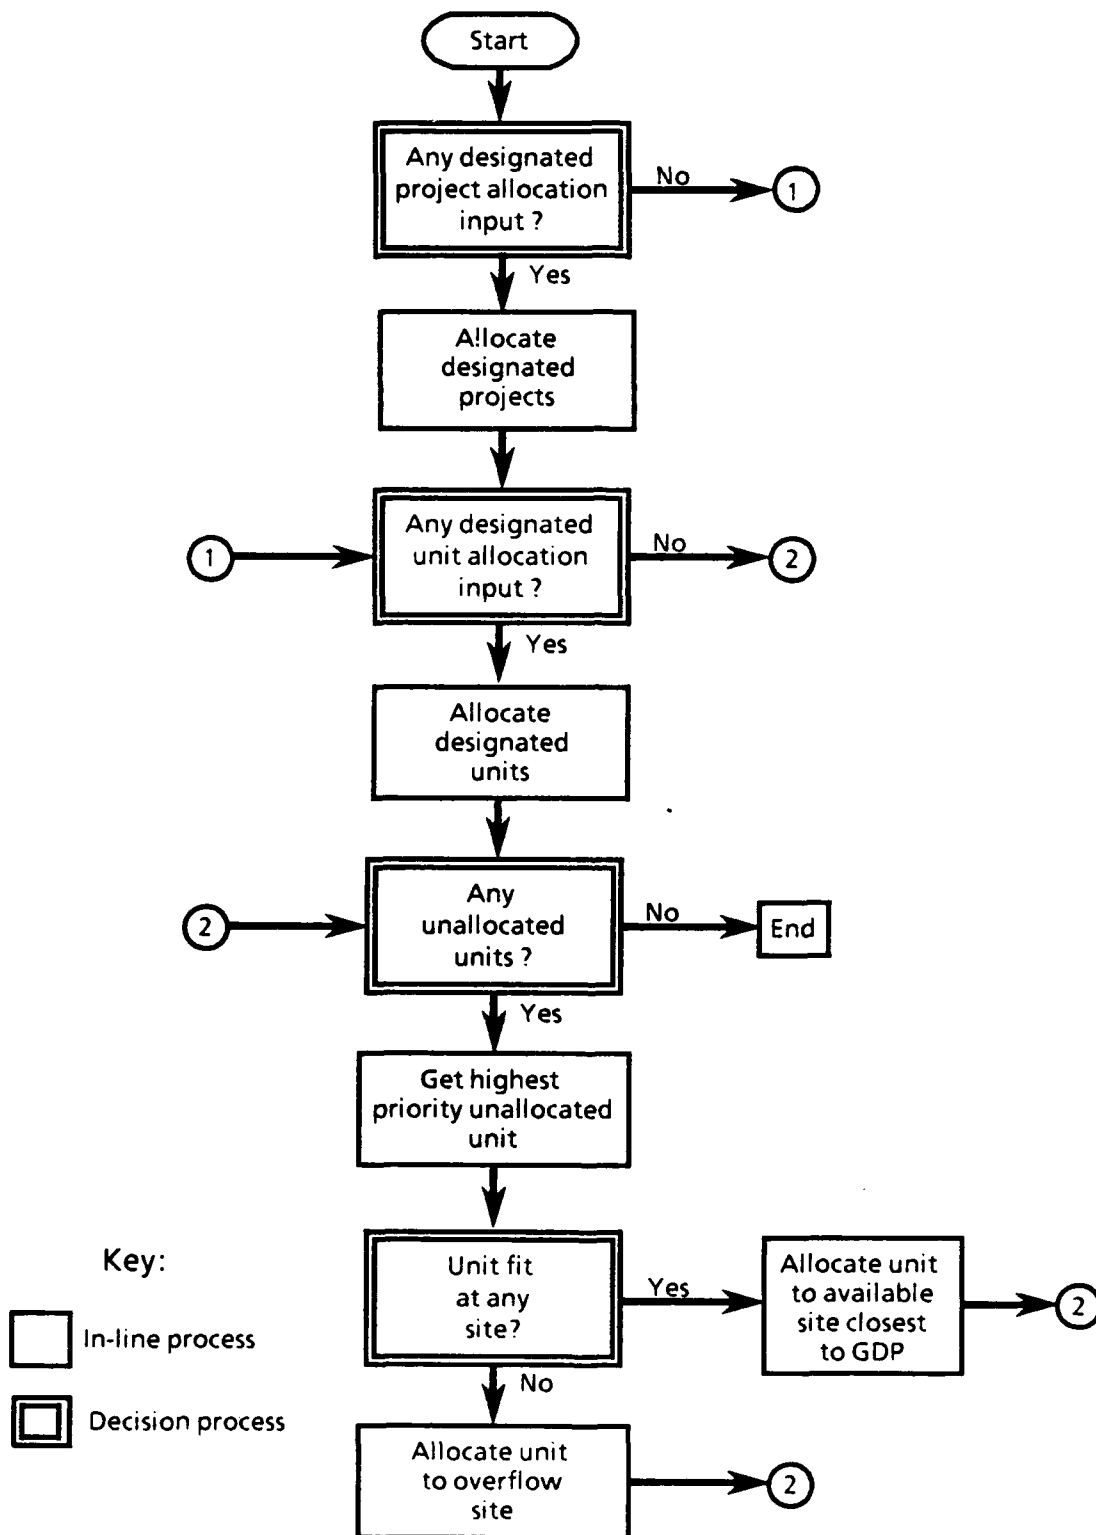 Start
Any designated
project allocation
input ?
No
1
Yes
Allocate
designated
projects
1
Any designated
unit allocation
input ?
No
2
Yes
Allocate
designated
units
2
Any
unallocated
units ?
No
End
Yes
Get highest
priority unallocated
unit
Unit fit
at any
site?
Yes
Allocate unit
to available
site closest
to GDP
2
No
Allocate unit
to overflow
site
2
Key:
In-line process
Decision process